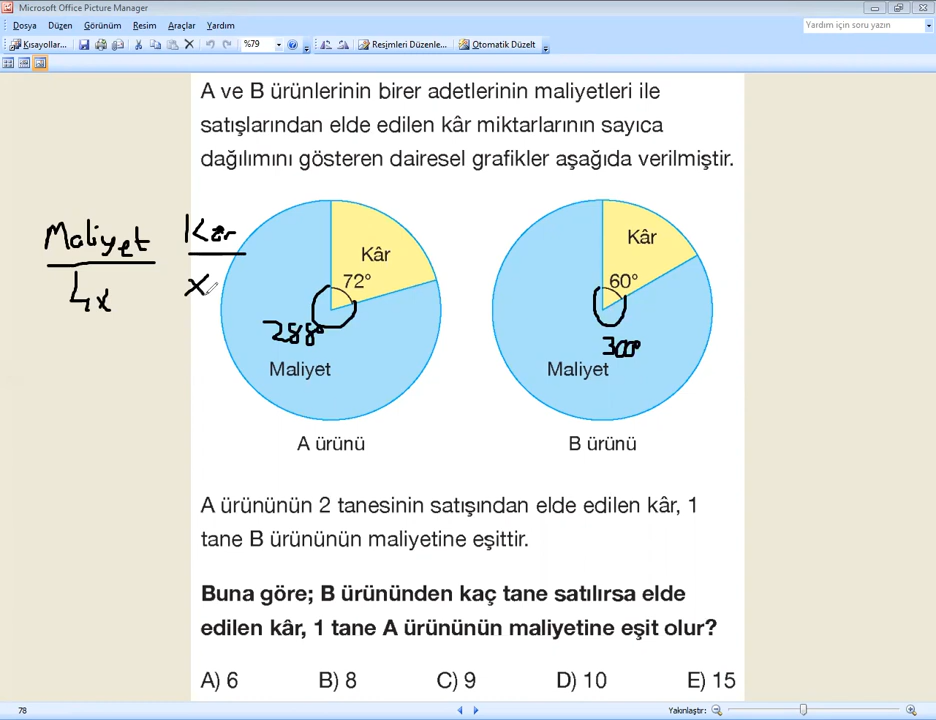 Microsoft Office Picture Manager
Dosya Düzen Görünüm Resim Araçlar Yardım
Yardım için soru yazın
Kısayollar... %79 Resimleri Düzenle... Otomatik Düzelt
A ve B ürünlerinin birer adetlerinin maliyetleri ile
satışlarından elde edilen kâr miktarlarının sayıca
dağılımını gösteren dairesel grafikler aşağıda verilmiştir.
Maliyet Kâr
4x x
Kâr
72°
288°
Maliyet
A ürünü
Kâr
60°
300°
Maliyet
B ürünü
A ürününün 2 tanesinin satışından elde edilen kâr, 1
tane B ürününün maliyetine eşittir.
Buna göre; B ürününden kaç tane satılırsa elde
edilen kâr, 1 tane A ürününün maliyetine eşit olur?
A) 6 B) 8 C) 9 D) 10 E) 15
78 Yakınlaştır: